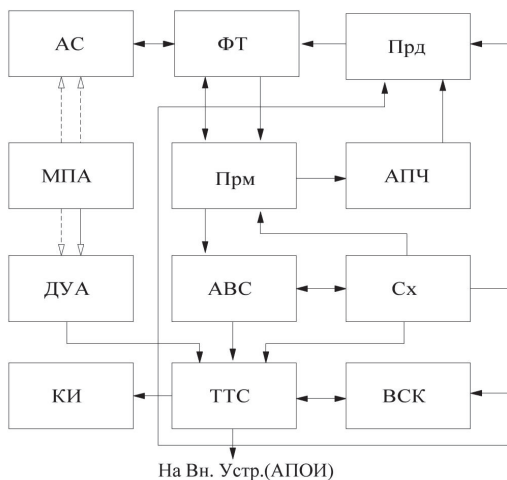 АС
ФТ
Прд
МПА
Прм
АПЧ
ДУА
АВС
Сх
КИ
ТТС
ВСК
На Вн. Устр.(АПОИ)